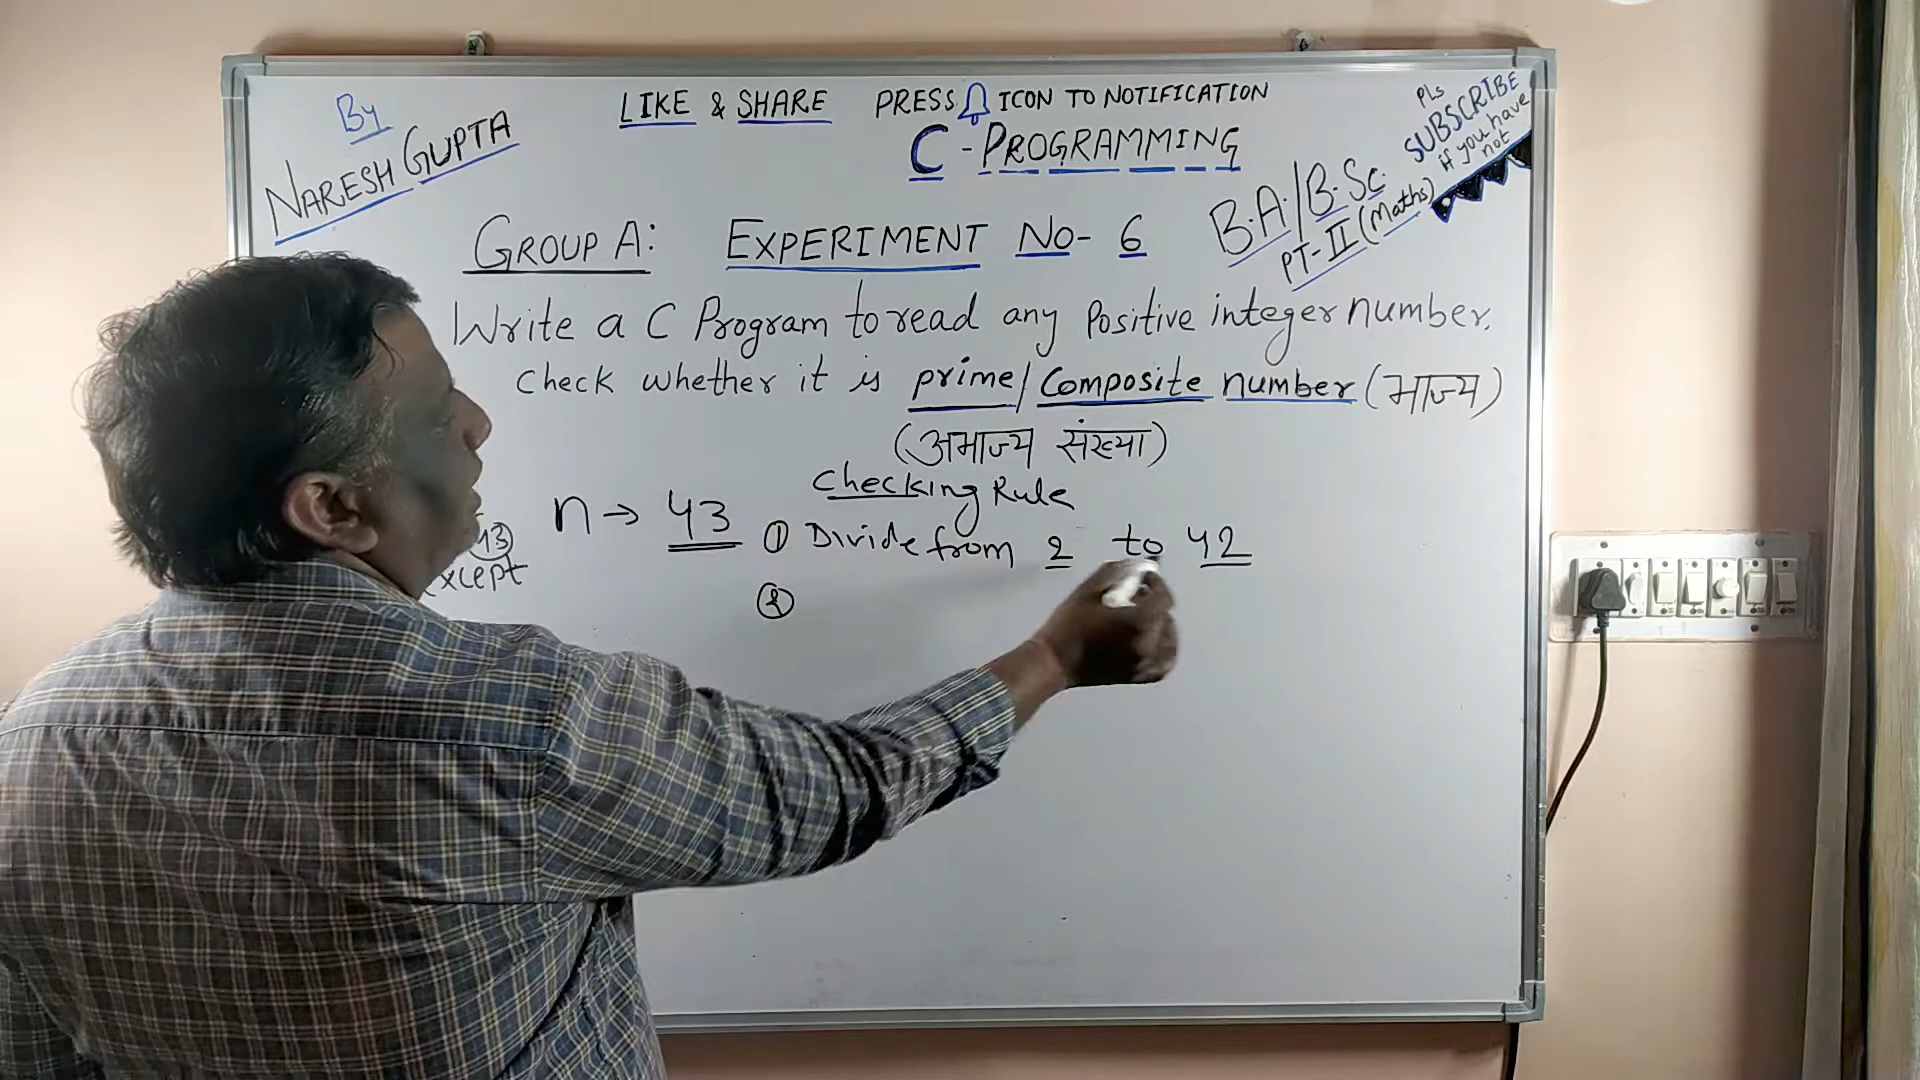 By
NARESH GUPTA
LIKE & SHARE PRESS ICON TO NOTIFICATION
C - PROGRAMMING
PLs
SUBSCRIBE
if you have
not
B.A./B.Sc.
PT-II (Maths)
GROUP A: EXPERIMENT NO- 6
Write a C Program to read any Positive integer number.
Check whether it is prime/Composite number (भाज्य)
(अभाज्य संख्या)
Checking Rule
n → 43 ① Divide from 2 to 42
xcept
②